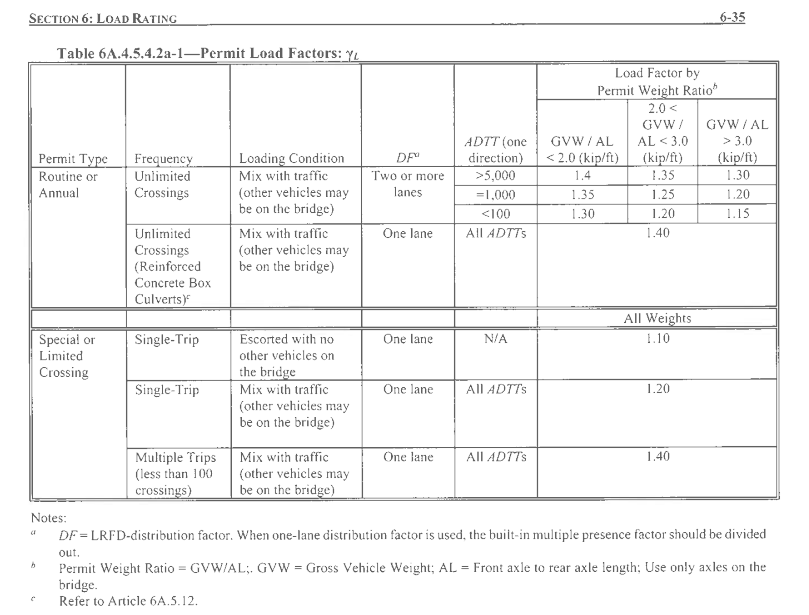 SECTION 6: LOAD RATING 6-35
Table 6A.4.5.4.2a-1—Permit Load Factors: γL
Load Factor by
Permit Weight Ratio^b
Permit Type Frequency Loading Condition DF^a ADTT (one direction) GVW / AL < 2.0 (kip/ft) 2.0 < GVW / AL < 3.0 (kip/ft) GVW / AL > 3.0 (kip/ft)
Routine or Unlimited Mix with traffic Two or more >5,000 1.4 1.35 1.30
Annual Crossings (other vehicles may lanes =1,000 1.35 1.25 1.20
be on the bridge) <100 1.30 1.20 1.15
Unlimited Mix with traffic One lane All ADTTs 1.40
Crossings (other vehicles may
(Reinforced be on the bridge)
Concrete Box
Culverts)^c
All Weights
Special or Single-Trip Escorted with no One lane N/A 1.10
Limited other vehicles on
Crossing the bridge
Single-Trip Mix with traffic One lane All ADTTs 1.20
(other vehicles may
be on the bridge)
Multiple Trips Mix with traffic One lane All ADTTs 1.40
(less than 100 (other vehicles may
crossings) be on the bridge)
Notes:
a DF = LRFD-distribution factor. When one-lane distribution factor is used, the built-in multiple presence factor should be divided
out.
b Permit Weight Ratio = GVW/AL;. GVW = Gross Vehicle Weight; AL = Front axle to rear axle length; Use only axles on the
bridge.
c Refer to Article 6A.5.12.